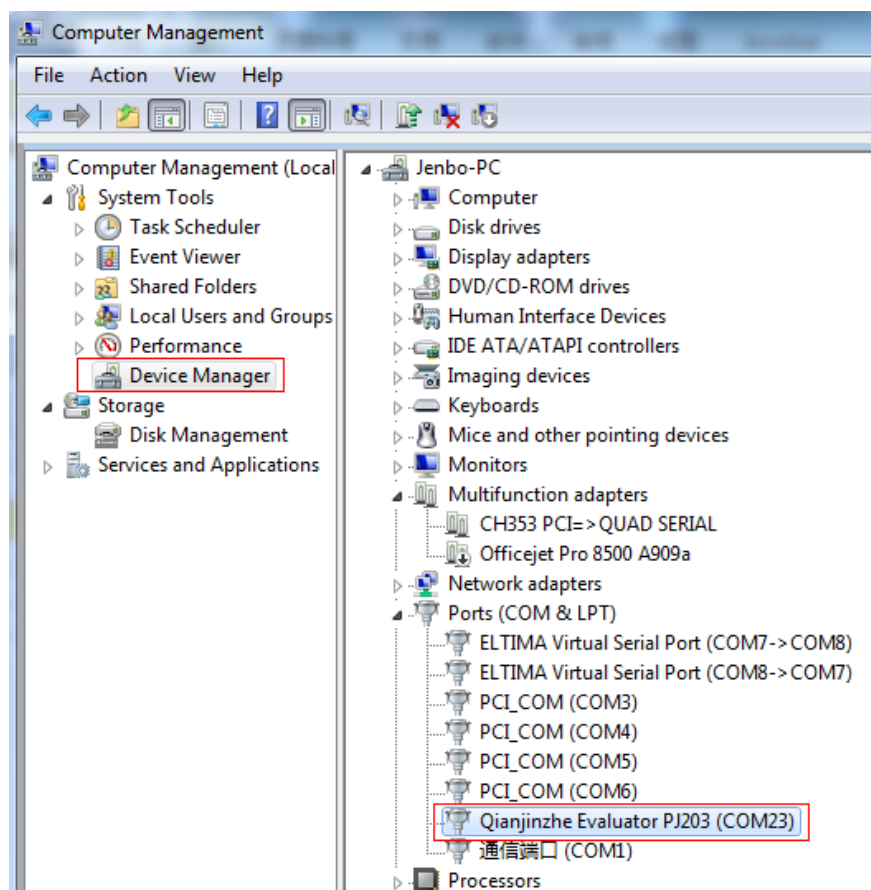 Computer Management
File Action View Help
Computer Management (Local
System Tools
Task Scheduler
Event Viewer
Shared Folders
Local Users and Groups
Performance
Device Manager
Storage
Disk Management
Services and Applications
Jenbo-PC
Computer
Disk drives
Display adapters
DVD/CD-ROM drives
Human Interface Devices
IDE ATA/ATAPI controllers
Imaging devices
Keyboards
Mice and other pointing devices
Monitors
Multifunction adapters
CH353 PCI=>QUAD SERIAL
Officejet Pro 8500 A909a
Network adapters
Ports (COM & LPT)
ELTIMA Virtual Serial Port (COM7->COM8)
ELTIMA Virtual Serial Port (COM8->COM7)
PCI_COM (COM3)
PCI_COM (COM4)
PCI_COM (COM5)
PCI_COM (COM6)
Qianjinzhe Evaluator PJ203 (COM23)
通信端口 (COM1)
Processors